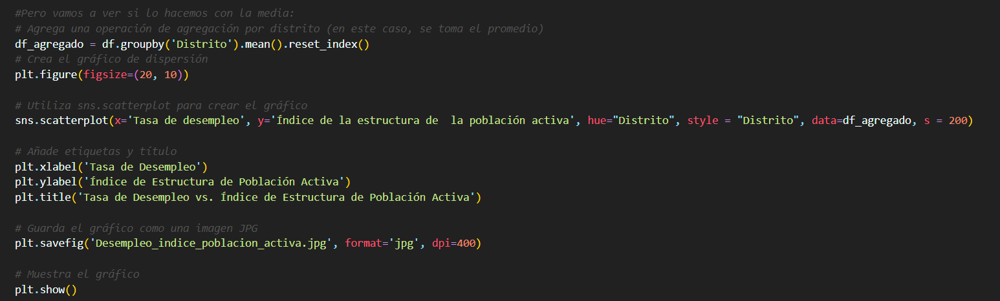 #Pero vamos a ver si lo hacemos con la media:
# Agrega una operación de agregación por distrito (en este caso, se toma el promedio)
df_agregado = df.groupby('Distrito').mean().reset_index()
# Crea el gráfico de dispersión
plt.figure(figsize=(20, 10))
# Utiliza sns.scatterplot para crear el gráfico
sns.scatterplot(x='Tasa de desempleo', y='Índice de la estructura de  la población activa', hue="Distrito", style = "Distrito", data=df_agregado, s = 200)
# Añade etiquetas y título
plt.xlabel('Tasa de Desempleo')
plt.ylabel('Índice de Estructura de Población Activa')
plt.title('Tasa de Desempleo vs. Índice de Estructura de Población Activa')
# Guarda el gráfico como una imagen JPG
plt.savefig('Desempleo_indice_poblacion_activa.jpg', format='jpg', dpi=400)
# Muestra el gráfico
plt.show()